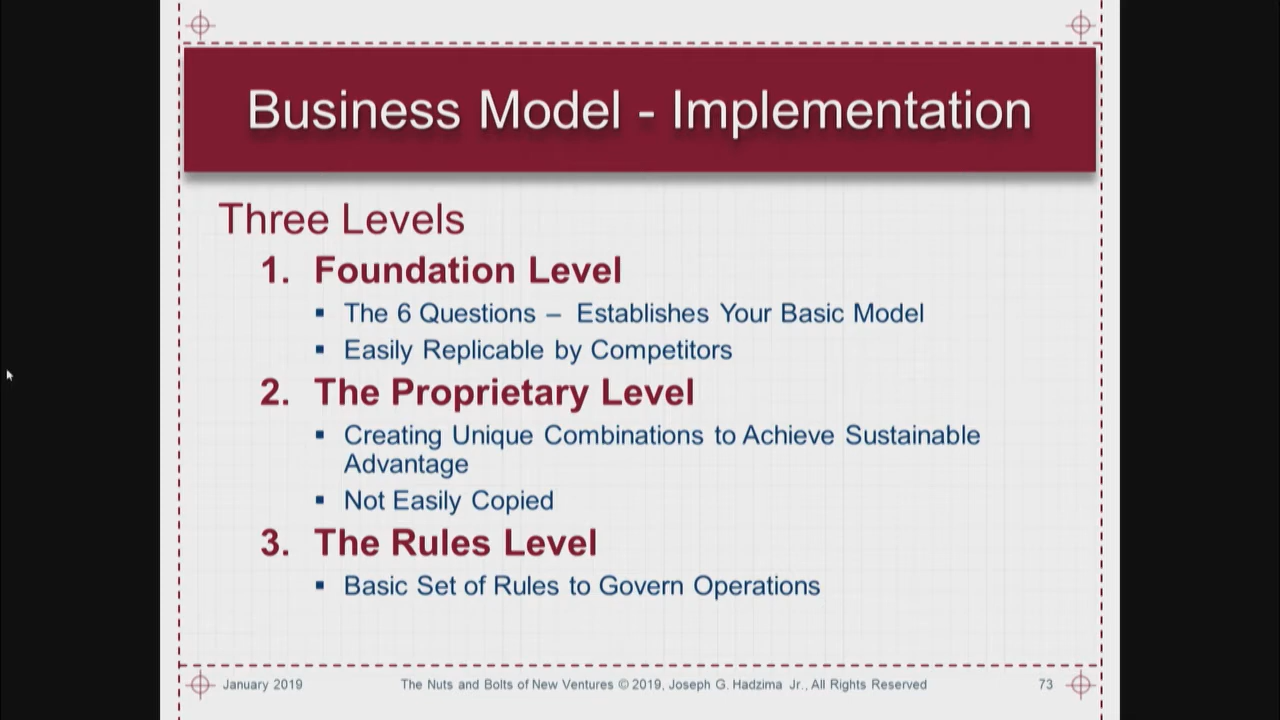 Business Model - Implementation
Three Levels
1. Foundation Level
▪ The 6 Questions – Establishes Your Basic Model
▪ Easily Replicable by Competitors
2. The Proprietary Level
▪ Creating Unique Combinations to Achieve Sustainable
Advantage
▪ Not Easily Copied
3. The Rules Level
▪ Basic Set of Rules to Govern Operations
January 2019 The Nuts and Bolts of New Ventures © 2019, Joseph G. Hadzima Jr., All Rights Reserved 73